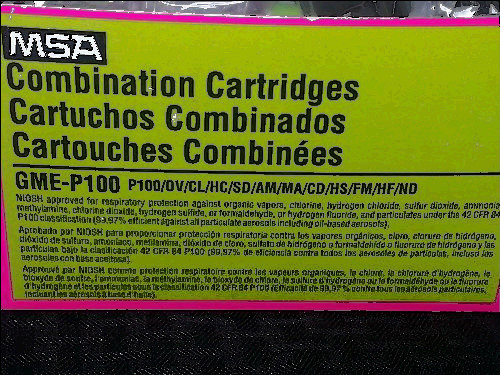 MSA
Combination Cartridges
Cartuchos Combinados
Cartouches Combinées
GME-P100 P100/OV/CL/HC/SD/AM/MA/CD/HS/FM/HF/ND
NIOSH approved for respiratory protection against organic vapors, chlorine, hydrogen chloride, sulfur dioxide, ammonia
methylamine, chlorine dioxide, hydrogen sulfide, or formaldehyde, or hydrogen fluoride, and particulates under the 42 CFR 84
P100 classification (99.97% efficient against all particulate aerosols including oil-based aerosols).
Aprobado par NIOSH para proporcionar protección respiratoria contra los vapores orgánicos, cloro, cloruro de hidrógeno,
dióxido de sulfuro, amoníaco, metilamina, dióxido de cloro, sulfato de hidrógeno o formaldehido o fluoruro de hidrógeno y las
partículas bajo la clasificación 42 CFR 84 P100 (99,97% de eficiencia contra todos los aerosoles de partículas, incluso los
aerosoles con base aceitosa).
Approuvé par NIOSH comme protection respiratoire contre les vapeurs organiques, le chlore, la chlorure d'hydrogène, le
bioxyde de soufre, l'ammoniac, la méthylamine, le bioxyde de chlore, le sulfure d'hydrogène ou le formaldéhyde ou le fluorure
d'hydrogène et les particules sous la classification 42 CFR 84 P100 (Efficacité de 99,97% contre tous les aérosols particulaires,
incluant les aérosols à base d'huile).